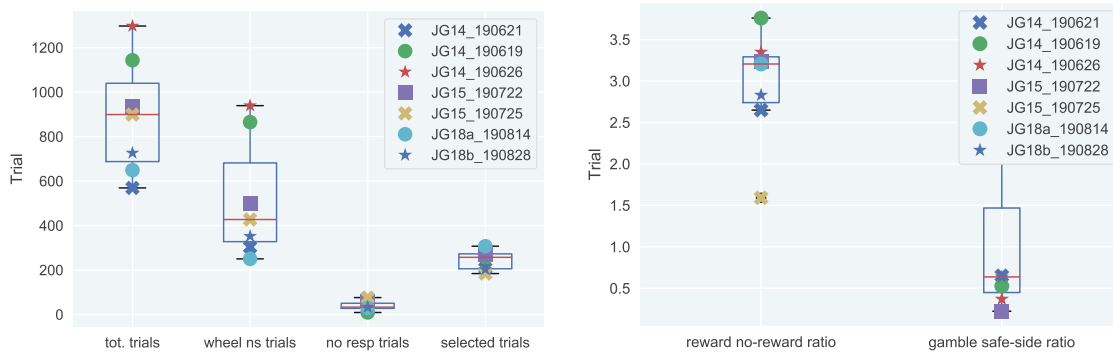 Trial
1200
1000
800
600
400
200
0
tot. trials
wheel ns trials
no resp trials
selected trials
JG14_190621
JG14_190619
JG14_190626
JG15_190722
JG15_190725
JG18a_190814
JG18b_190828
Trial
3.5
3.0
2.5
2.0
1.5
1.0
0.5
reward no-reward ratio
gamble safe-side ratio
JG14_190621
JG14_190619
JG14_190626
JG15_190722
JG15_190725
JG18a_190814
JG18b_190828